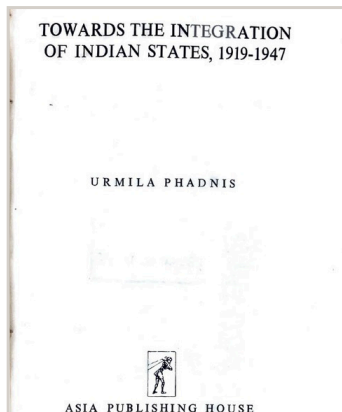 TOWARDS THE INTEGRATION
OF INDIAN STATES, 1919-1947
URMILA PHADNIS
ASIA PUBLISHING HOUSE